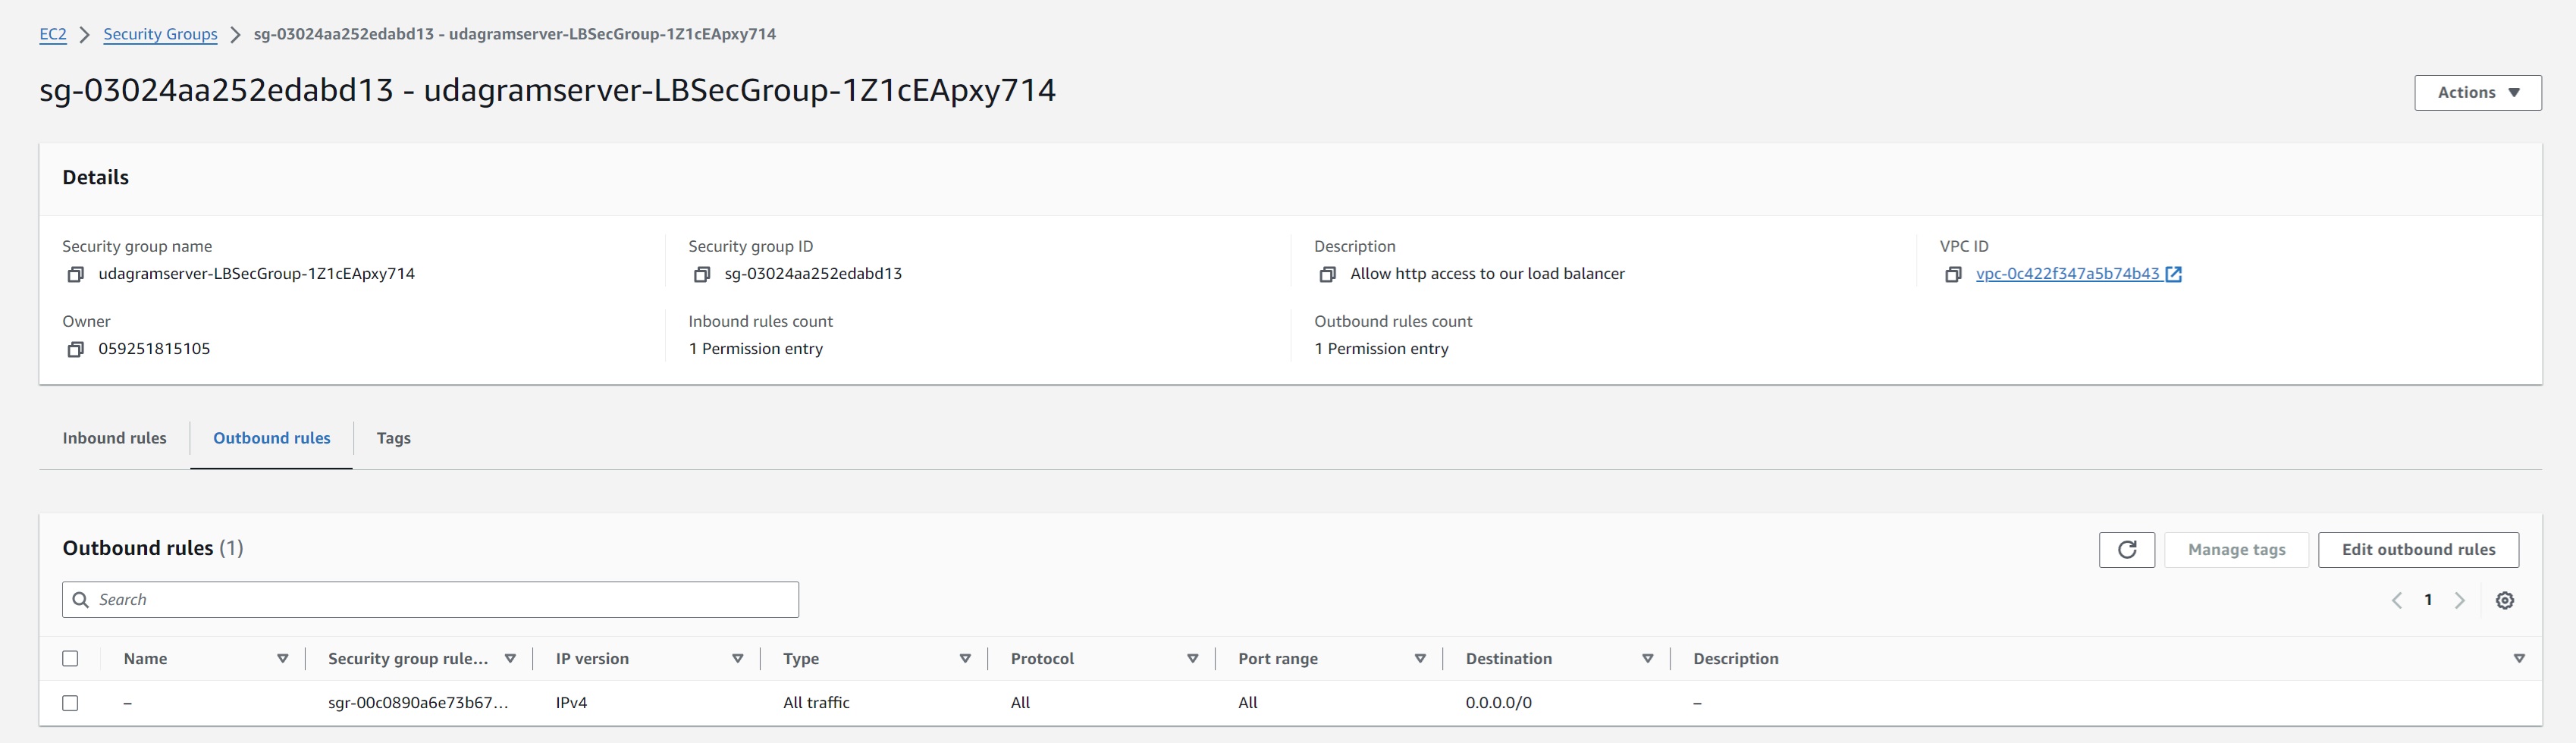 EC2 > Security Groups > sg-03024aa252edabd13 - udagramserver-LBSecGroup-1Z1cEApxy714
sg-03024aa252edabd13 - udagramserver-LBSecGroup-1Z1cEApxy714
Actions
Details
Security group name
udagramserver-LBSecGroup-1Z1cEApxy714
Security group ID
sg-03024aa252edabd13
Description
Allow http access to our load balancer
VPC ID
vpc-0c422f347a5b74b43
Owner
059251815105
Inbound rules count
1 Permission entry
Outbound rules count
1 Permission entry
Inbound rules Outbound rules Tags
Outbound rules (1)
Manage tags Edit outbound rules
Search
1
Name Security group rule... IP version Type Protocol Port range Destination Description
– sgr-00c0890a6e73b67... IPv4 All traffic All All 0.0.0.0/0 –